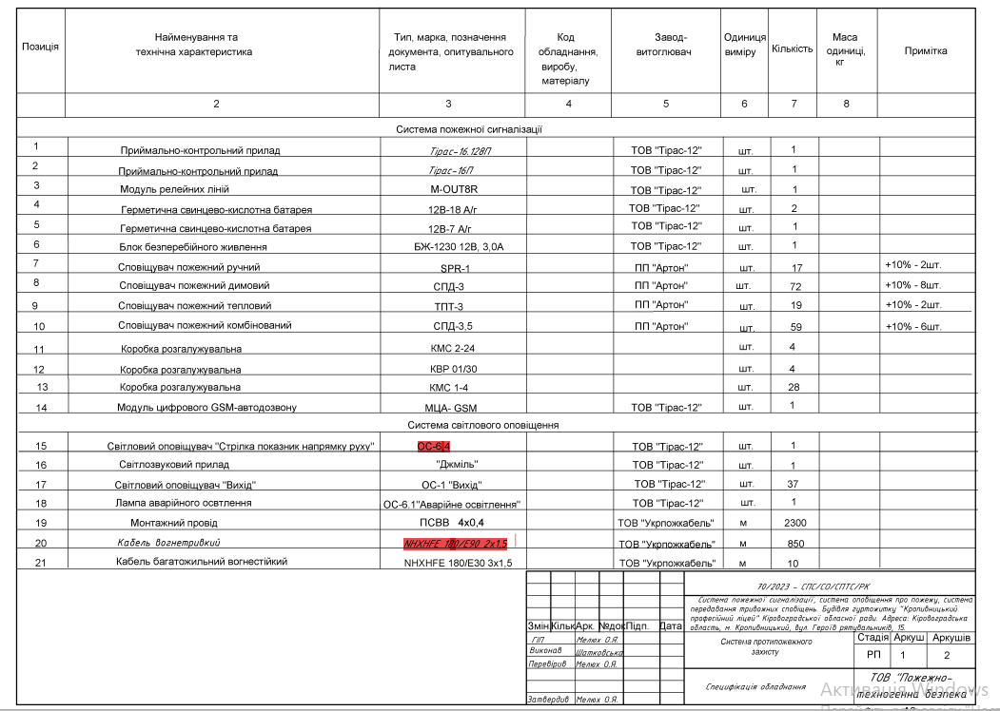 Позиція Найменування та технічна характеристика Тип, марка, позначення документа, опитувального листа Код обладнання, виробу, матеріалу Завод-витоглювач Одиниця виміру Кількість Маса одиниці, кг Примітка
2 3 4 5 6 7 8
Система пожежної сигналізації
1 Приймально-контрольний прилад Тірас-16.128П ТОВ "Тірас-12" шт. 1
2 Приймально-контрольний прилад Тірас-16П ТОВ "Тірас-12" шт. 1
3 Модуль релейних ліній M-OUT8R ТОВ "Тірас-12" шт. 1
4 Герметична свинцево-кислотна батарея 12В-18 А/г ТОВ "Тірас-12" шт. 2
5 Герметична свинцево-кислотна батарея 12В-7 А/г ТОВ "Тірас-12" шт. 1
6 Блок безперебійного живлення БЖ-1230 12В, 3,0А ТОВ "Тірас-12" шт. 1
7 Сповіщувач пожежний ручний SPR-1 ПП "Артон" шт. 17 +10% - 2шт.
8 Сповіщувач пожежний димовий СПД-3 ПП "Артон" шт. 72 +10% - 8шт.
9 Сповіщувач пожежний тепловий ТПТ-3 ПП "Артон" шт. 19 +10% - 2шт.
10 Сповіщувач пожежний комбінований СПД-3,5 ПП "Артон" шт. 59 +10% - 6шт.
11 Коробка розгалужувальна КМС 2-24 шт. 4
12 Коробка розгалужувальна КВР 01/30 шт. 4
13 Коробка розгалужувальна КМС 1-4 шт. 28
14 Модуль цифрового GSM-автодозвону МЦА- GSM ТОВ "Тірас-12" шт. 1
Система світлового оповіщення
15 Світловий оповіщувач "Стрілка показник напрямку руху" ОС-6,4 ТОВ "Тірас-12" шт. 1
16 Світлозвуковий прилад "Джміль" ТОВ "Тірас-12" шт. 1
17 Світловий оповіщувач "Вихід" ОС-1 "Вихід" ТОВ "Тірас-12" шт. 37
18 Лампа аварійного освтлення ОС-6.1"Аварійне освітлення" ТОВ "Тірас-12" шт. 1
19 Монтажний провід ПСВВ 4х0,4 ТОВ "Укрпожкабель" м 2300
20 Кабель вогнетривкий NHXHFE 180/E90 2x1,5 ТОВ "Укрпожкабель" м 850
21 Кабель багатожильний вогнестійкий NHXHFE 180/E30 3x1,5 ТОВ "Укрпожкабель" м 10
10/2023 - СПС/СО/СПТС/РК
Система пожежної сигналізації, система оповіщення про пожежу, система
передавання тривожних сповіщень. Будівля гуртожитку "Кропивницький
професійний ліцей" Кіровоградської обласної ради. Адреса: Кіровоградська
область, м. Кропивницький, вул. Героїв рятувальників, 15.
Змін Кільк Арк. №док Підп. Дата
ГІП Мелюх О.Я.
Виконав Шатковська
Перевірив Мелюх О.Я.
Затвердив Мелюх О.Я.
Система протипожежного
захисту
Стадія Аркуш Аркушів
РП 1 2
Специфікація обладнання
ТОВ "Пожежно-
техногенна безпека"
Активація Windows